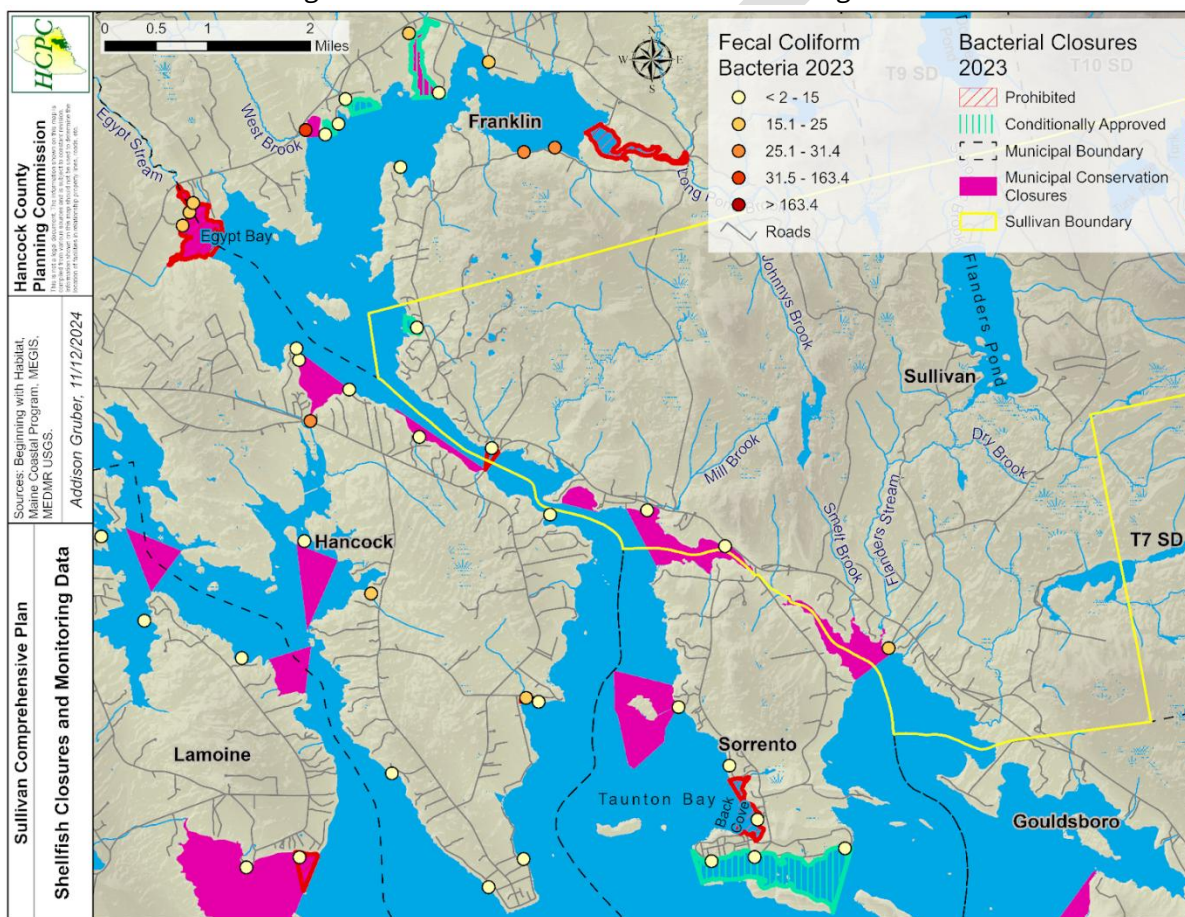 HCPC
Hancock County
Planning Commission
Sources: Beginning with Habitat,
Maine Coastal Program, MEGIS.
MEDMR USGS.
Addison Gruber, 11/12/2024
Sullivan Comprehensive Plan
Shellfish Closures and Monitoring Data
0 0.5 1 2
Miles
N
W E
S
Fecal Coliform
Bacteria 2023
< 2 - 15
15.1 - 25
25.1 - 31.4
31.5 - 163.4
> 163.4
Roads
Bacterial Closures
2023
Prohibited
Conditionally Approved
Municipal Boundary
Municipal Conservation
Closures
Sullivan Boundary
T9 SD
T10 SD
Franklin
West Brook
Egypt Stream
Egypt Bay
Johnnys Brook
Flanders Pond
Sullivan
Dry Brook
Mill Brook
Smelt Brook
Flanders Stream
T7 SD
Hancock
Lamoine
Sorrento
Taunton Bay
Back
Cove
Gouldsboro